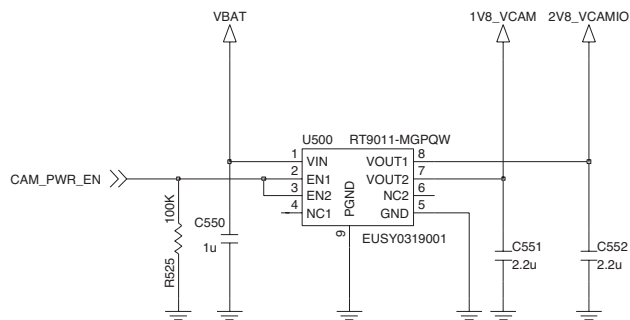 VBAT
1V8_VCAM
2V8_VCAMIO
U500
RT9011-MGPQW
1
VIN
VOUT1
8
2
EN1
VOUT2
7
3
EN2
NC2
6
4
NC1
GND
5
PGND
9
EUSY0319001
CAM_PWR_EN
100K
R525
C550
1u
C551
2.2u
C552
2.2u